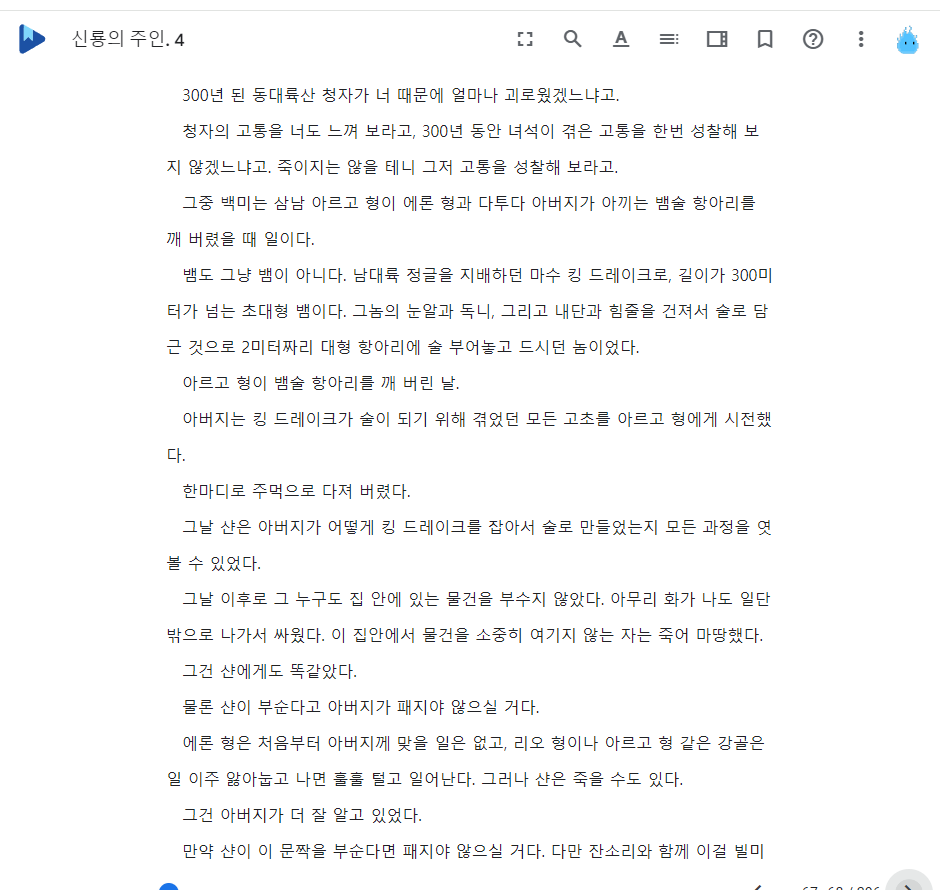 신룡의 주인. 4
300년 된 동대륙산 청자가 너 때문에 얼마나 괴로웠겠느냐고.
청자의 고통을 너도 느껴 보라고, 300년 동안 녀석이 겪은 고통을 한번 성찰해 보
지 않겠느냐고. 죽이지는 않을 테니 그저 고통을 성찰해 보라고.
그중 백미는 삼남 아르고 형이 에론 형과 다투다 아버지가 아끼는 뱀술 항아리를
깨 버렸을 때 일이다.
뱀도 그냥 뱀이 아니다. 남대륙 정글을 지배하던 마수 킹 드레이크로, 길이가 300미
터가 넘는 초대형 뱀이다. 그놈의 눈알과 독니, 그리고 내단과 힘줄을 건져서 술로 담
근 것으로 2미터짜리 대형 항아리에 술 부어놓고 드시던 놈이었다.
아르고 형이 뱀술 항아리를 깨 버린 날.
아버지는 킹 드레이크가 술이 되기 위해 겪었던 모든 고초를 아르고 형에게 시전했
다.
한마디로 주먹으로 다져 버렸다.
그날 샨은 아버지가 어떻게 킹 드레이크를 잡아서 술로 만들었는지 모든 과정을 엿
볼 수 있었다.
그날 이후로 그 누구도 집 안에 있는 물건을 부수지 않았다. 아무리 화가 나도 일단
밖으로 나가서 싸웠다. 이 집안에서 물건을 소중히 여기지 않는 자는 죽어 마땅했다.
그건 샨에게도 똑같았다.
물론 샨이 부순다고 아버지가 패지야 않으실 거다.
에론 형은 처음부터 아버지께 맞을 일은 없고, 리오 형이나 아르고 형 같은 강골은
일 이주 앓아눕고 나면 훌훌 털고 일어난다. 그러나 샨은 죽을 수도 있다.
그건 아버지가 더 잘 알고 있었다.
만약 샨이 이 문짝을 부순다면 패지야 않으실 거다. 다만 잔소리와 함께 이걸 빌미